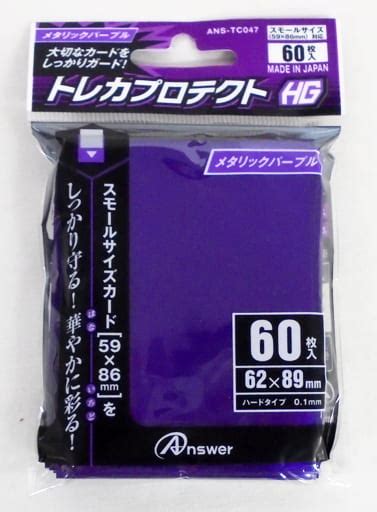 メタリックパープル
ANS-TC047
スモールサイズ
(59×86mm) 対応
大切なカードを
しっかりガード!
60枚入
MADE IN JAPAN
トレカプロテクト HG
メタリックパープル
スモールサイズカード[59×86mm]を
しっかり守る!華やかに彩る!
はな
いろど
60枚入
62×89mm
ハードタイプ 0.1mm
Answer